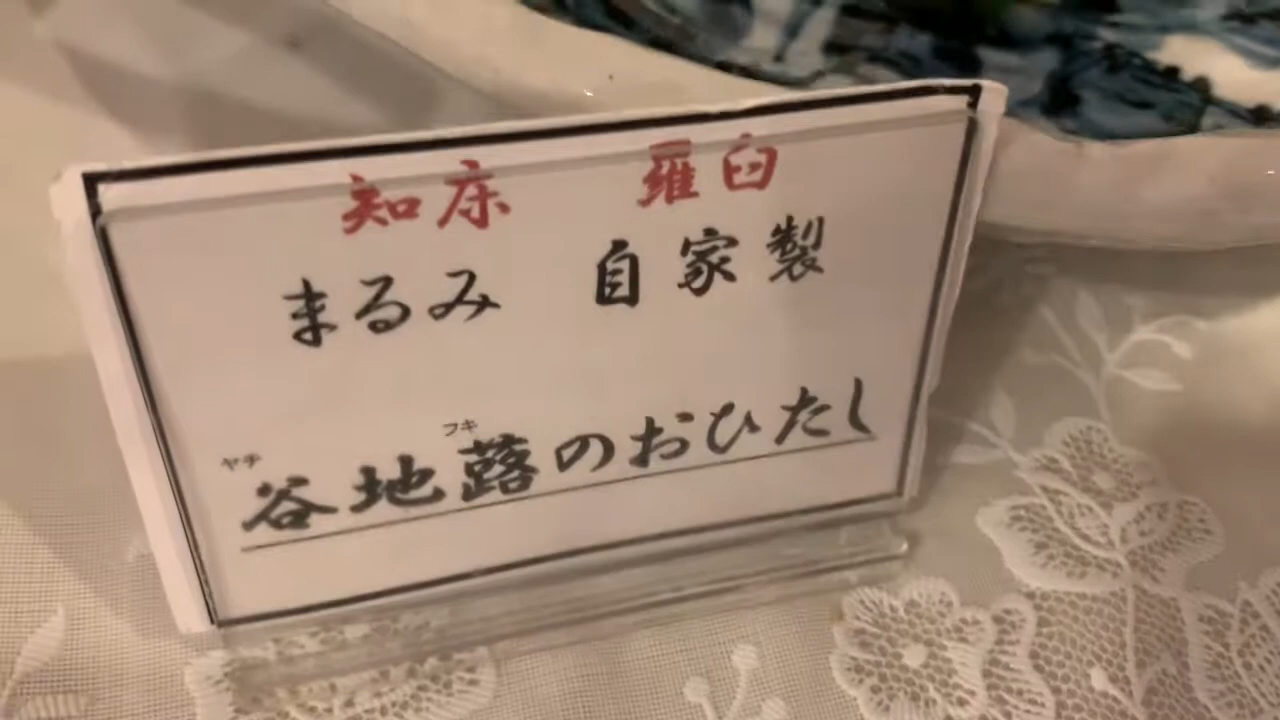 知床 羅臼
まるみ 自家製
ヤチ フキ
谷地蕗のおひたし